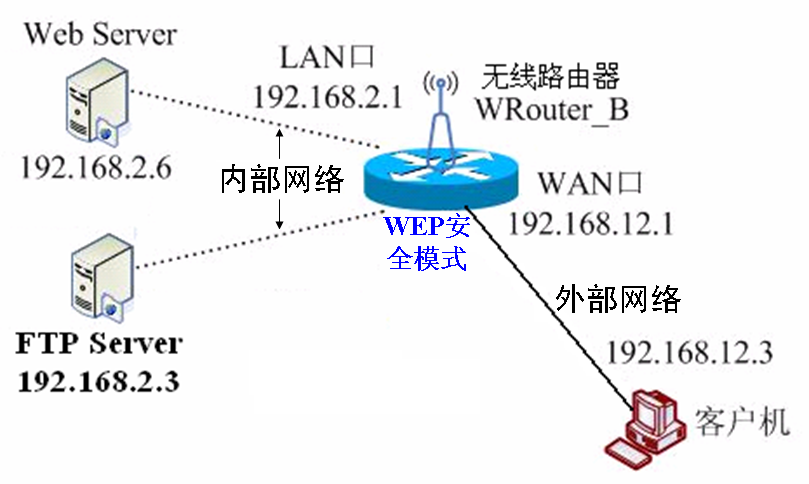 Web Server
192.168.2.6
LAN口
192.168.2.1
无线路由器
WRouter_B
内部网络
WAN口
192.168.12.1
WEP安
全模式
FTP Server
192.168.2.3
外部网络
192.168.12.3
客户机